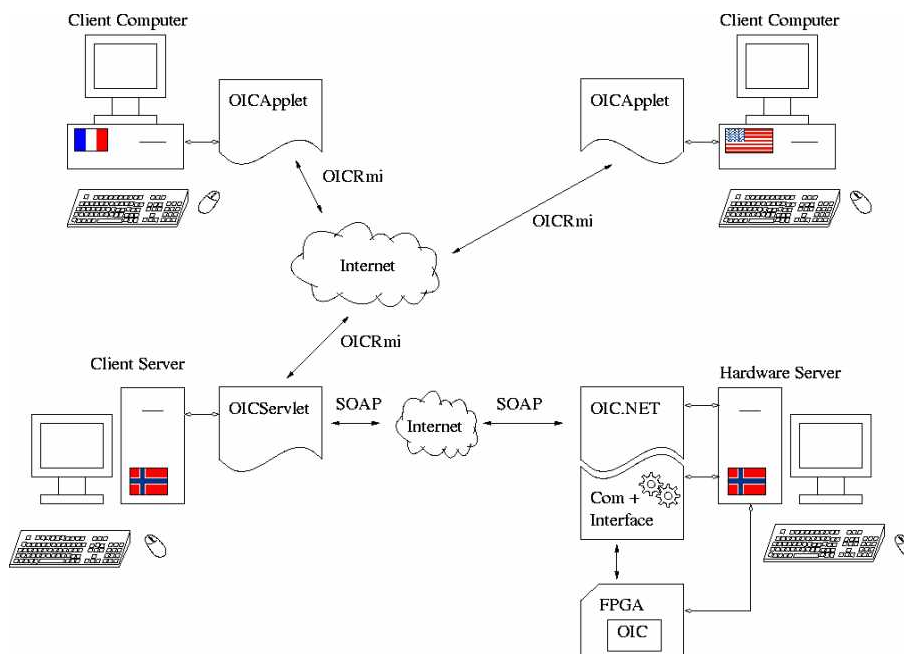 Client Computer
Client Computer
OICApplet
OICApplet
OICRmi
OICRmi
Internet
OICRmi
Client Server
Hardware Server
OICServlet
SOAP
Internet
SOAP
OIC.NET
Com +
Interface
FPGA
OIC